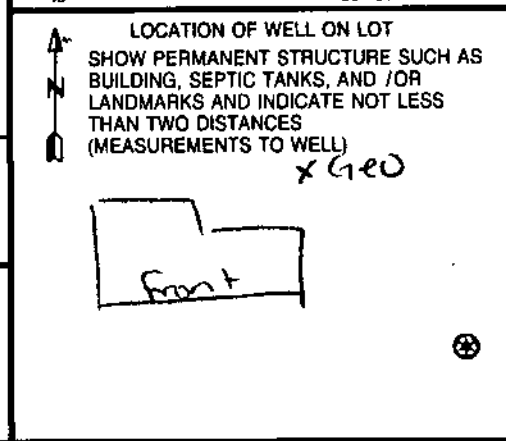 LOCATION OF WELL ON LOT
SHOW PERMANENT STRUCTURE SUCH AS
BUILDING, SEPTIC TANKS, AND /OR
LANDMARKS AND INDICATE NOT LESS
THAN TWO DISTANCES
(MEASUREMENTS TO WELL)
N
x Geo
front